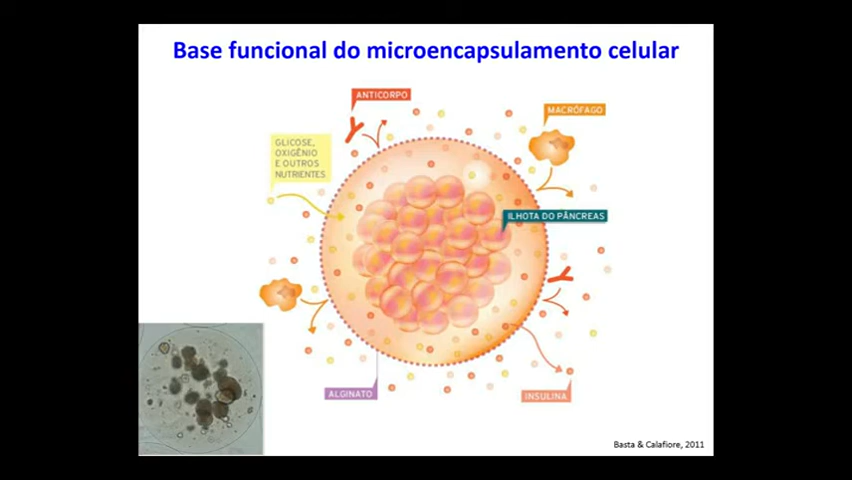 Base funcional do microencapsulamento celular
ANTICORPO
MACRÓFAGO
GLICOSE,
OXIGÊNIO
E OUTROS
NUTRIENTES
ILHOTA DO PÂNCREAS
ALGINATO
INSULINA
Basta & Calafiore, 2011